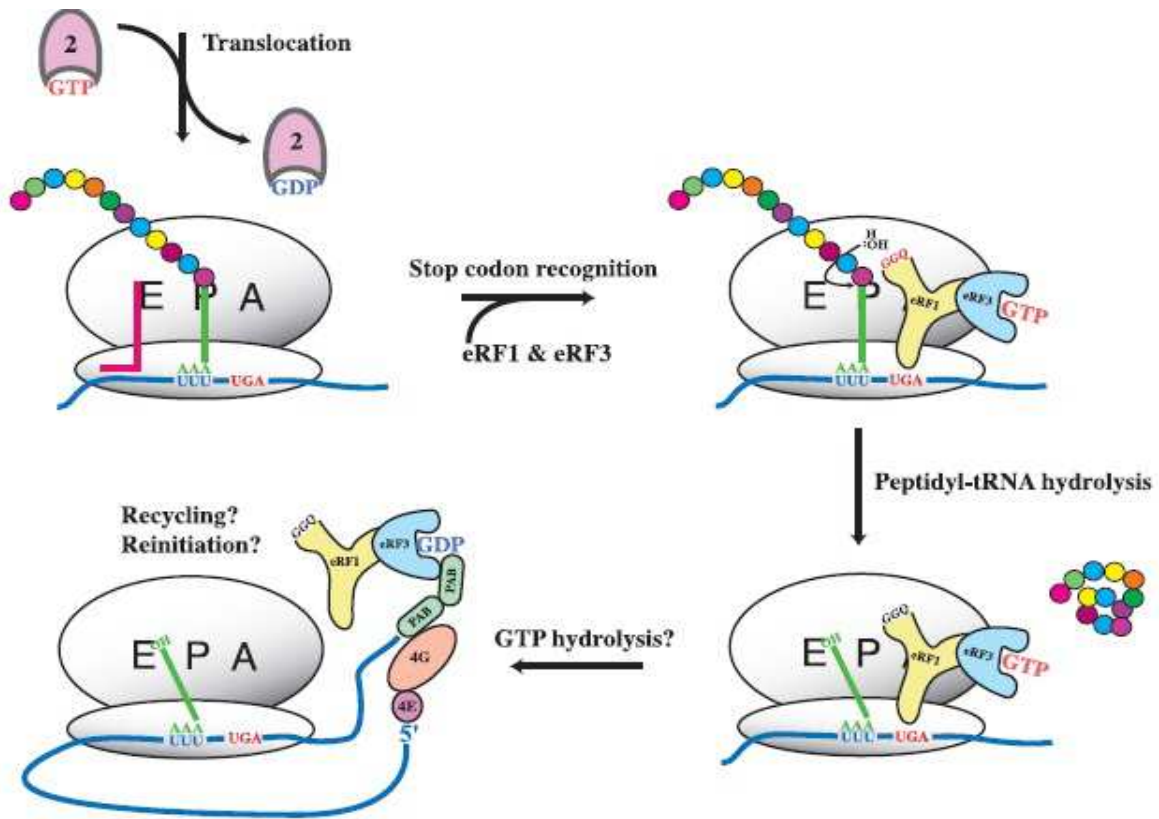 2
GTP
Translocation
2
GDP
E P A
AAA
UUU UGA
Stop codon recognition
eRF1 & eRF3
H
:OH
GGQ
E P
eRF1 eRF3 GTP
AAA
UUU UGA
Peptidyl-tRNA hydrolysis
GGQ
E OH P
eRF1 eRF3 GTP
AAA
UUU UGA
GTP hydrolysis?
Recycling?
Reinitiation?
GGQ
eRF1 eRF3 GDP
PAB
PAB
4G
4E
5'
OH
E P A
AAA
UUU UGA